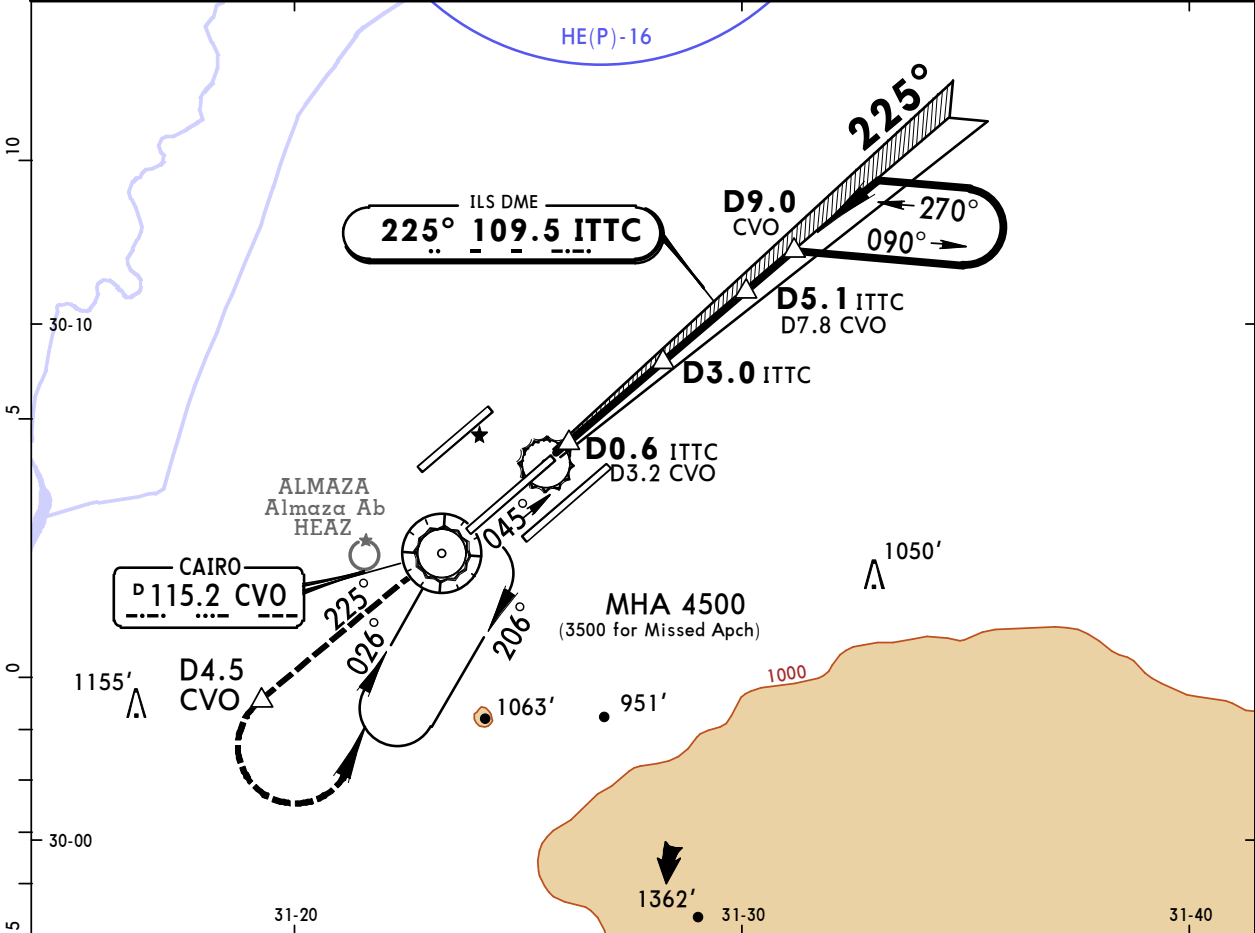 HE(P)-16
225°
10
ILS DME
225° 109.5 ITTC
D9.0
CVO
270°
090°
D5.1 ITTC
D7.8 CVO
30-10
D3.0 ITTC
5
D0.6 ITTC
D3.2 CVO
ALMAZA
Almaza Ab
HEAZ
045°
1050'
CAIRO
D 115.2 CVO
225°
026°
206°
MHA 4500
(3500 for Missed Apch)
0
D4.5
CVO
1155'
1000
1063'
951'
30-00
1362'
5
31-20
31-30
31-40